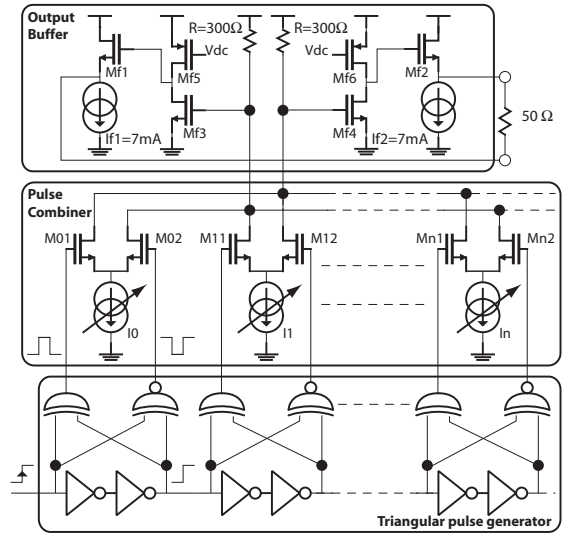 Output
Buffer
R=300Ω
R=300Ω
Vdc
Vdc
Mf1
Mf5
Mf6
Mf2
Mf3
Mf4
50 Ω
If1=7mA
If2=7mA
Pulse
Combiner
M01
M02
M11
M12
Mn1
Mn2
I0
I1
In
Triangular pulse generator